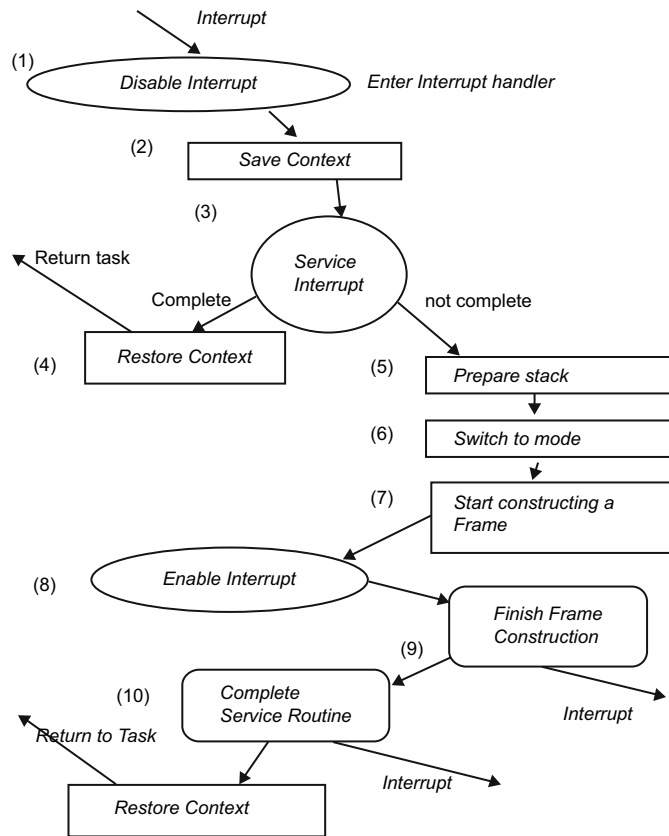 Interrupt
(1)
Disable Interrupt
Enter Interrupt handler
(2)
Save Context
(3)
Service
Interrupt
Return task
Complete
not complete
(4)
Restore Context
(5)
Prepare stack
(6)
Switch to mode
(7)
Start constructing a
Frame
(8)
Enable Interrupt
Finish Frame
Construction
(9)
(10)
Complete
Service Routine
Interrupt
Return to Task
Interrupt
Restore Context